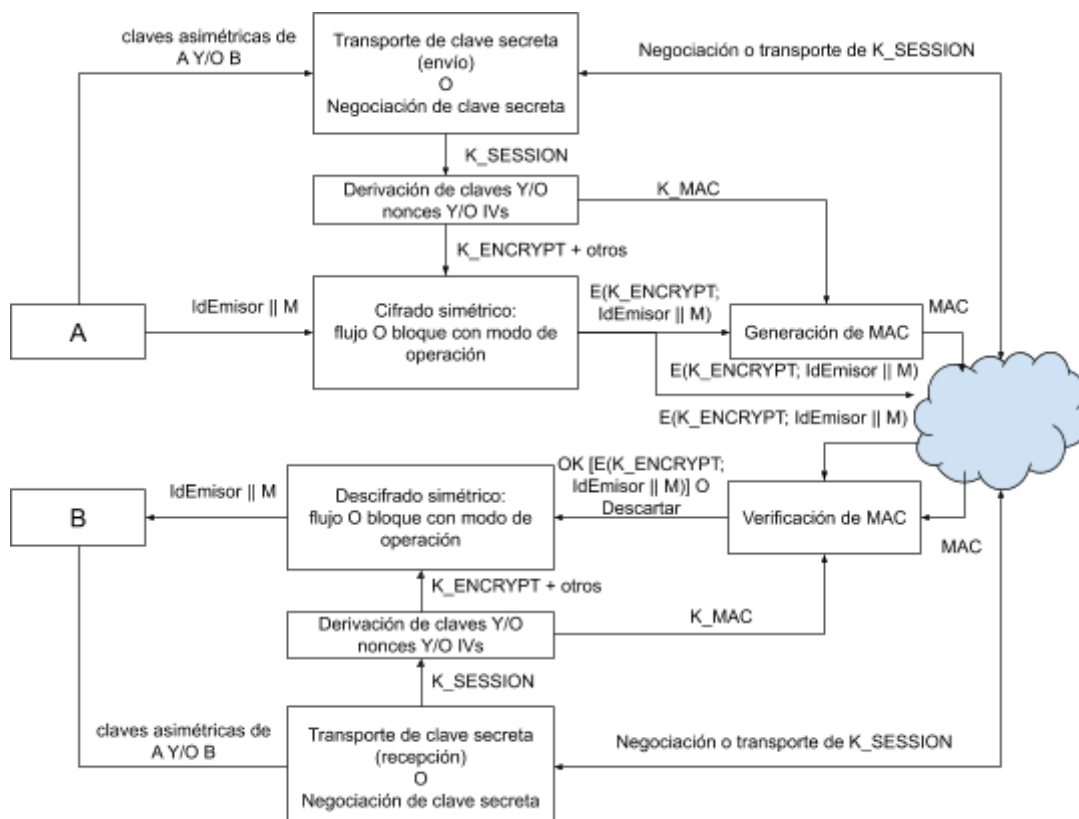 claves asimétricas de
A Y/O B
Transporte de clave secreta
(envío)
O
Negociación de clave secreta
Negociación o transporte de K_SESSION
K_SESSION
Derivación de claves Y/O
nonces Y/O IVs
K_MAC
K_ENCRYPT + otros
A
IdEmisor || M
Cifrado simétrico:
flujo O bloque con modo de
operación
E(K_ENCRYPT;
IdEmisor || M)
Generación de MAC
MAC
E(K_ENCRYPT; IdEmisor || M)
E(K_ENCRYPT; IdEmisor || M)
B
IdEmisor || M
Descifrado simétrico:
flujo O bloque con modo de
operación
OK [E(K_ENCRYPT;
IdEmisor || M)] O
Descartar
Verificación de MAC
MAC
K_ENCRYPT + otros
Derivación de claves Y/O
nonces Y/O IVs
K_MAC
K_SESSION
claves asimétricas de
A Y/O B
Transporte de clave secreta
(recepción)
O
Negociación de clave secreta
Negociación o transporte de K_SESSION